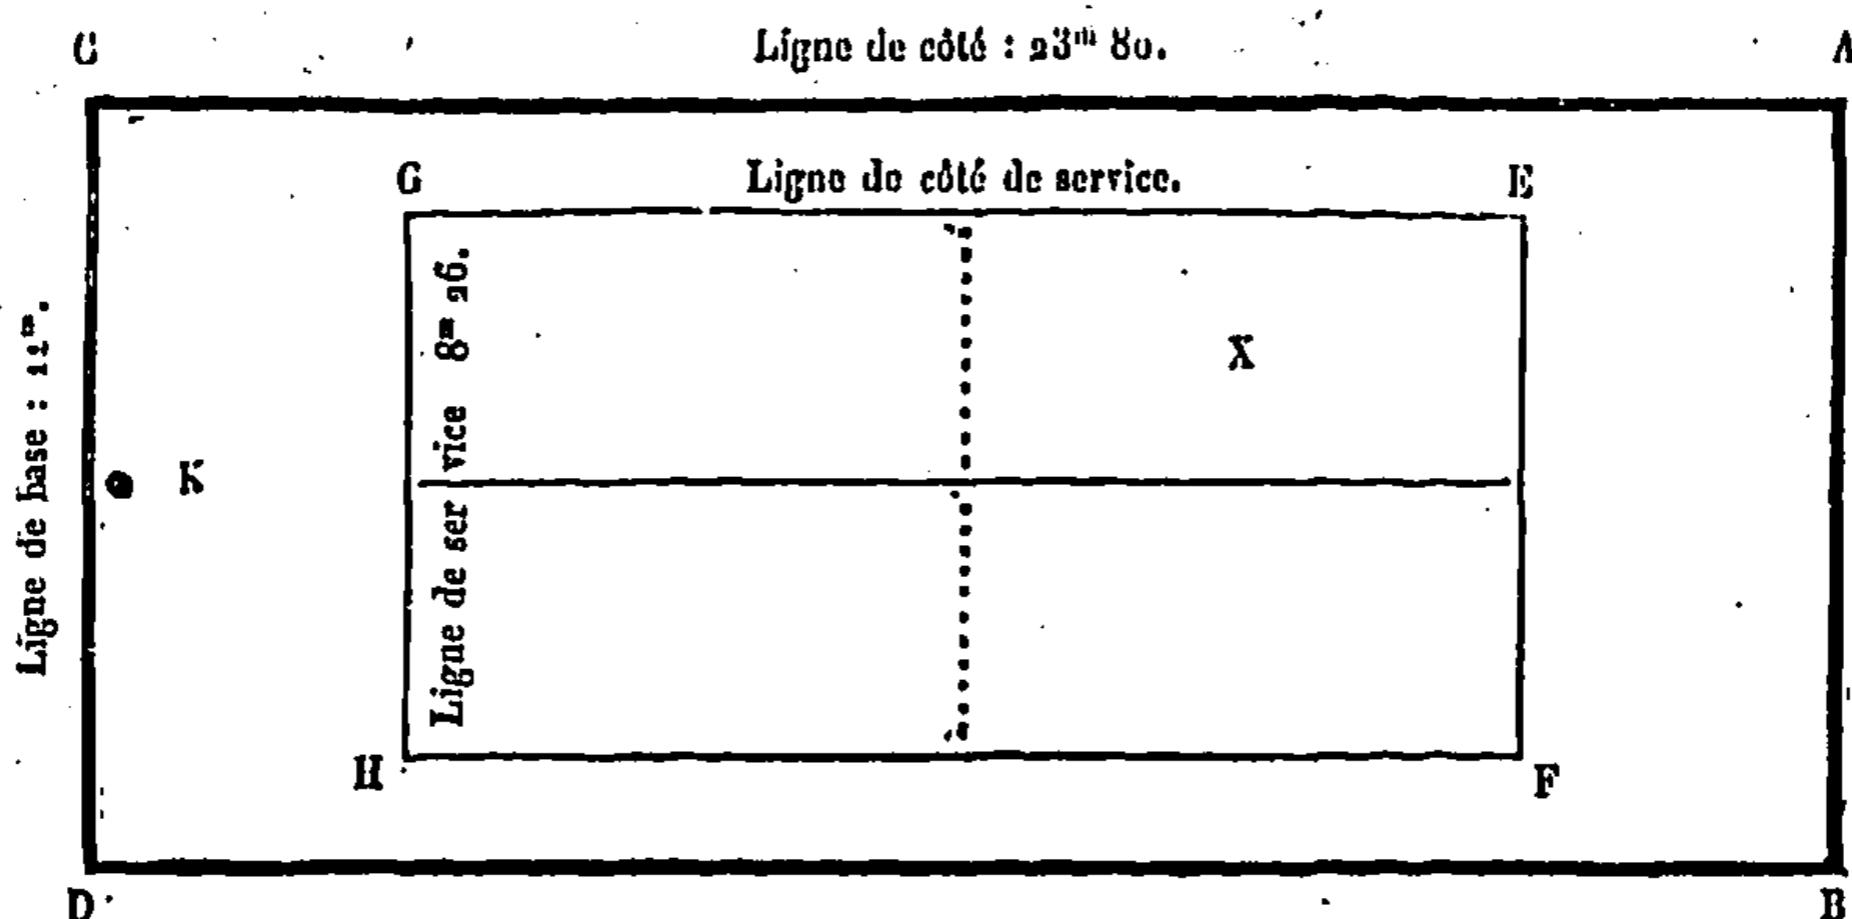 C
Ligne de côté : 23m 80.
A
G
Ligne de côté de service.
E
Ligne de base : 11m.
Ligne de service 8m 26.
X
K
H
F
D
B